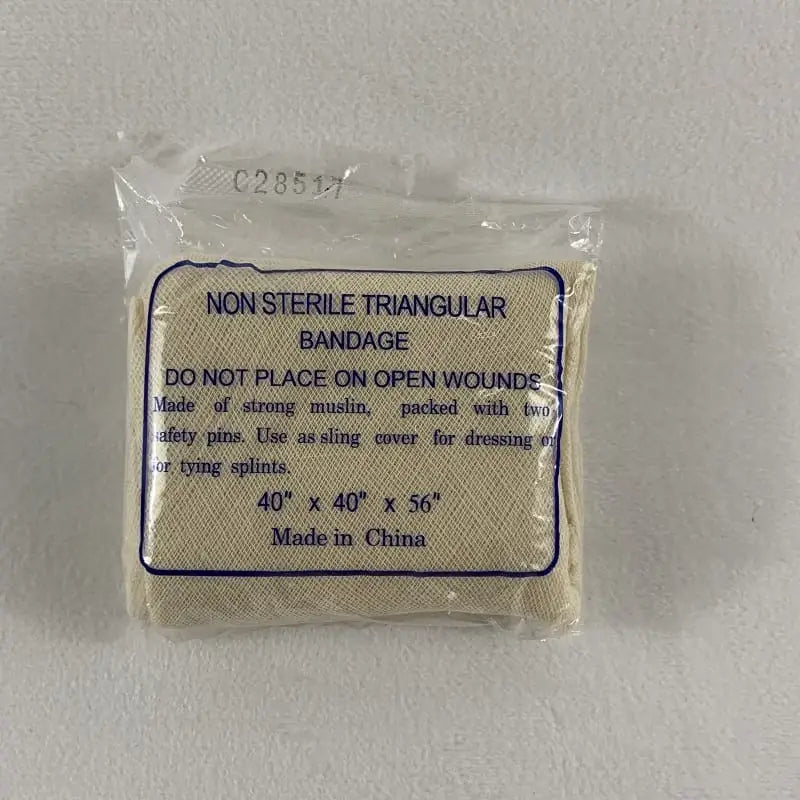 C28517
NON STERILE TRIANGULAR
BANDAGE
DO NOT PLACE ON OPEN WOUNDS
Made of strong muslin, packed with two
safety pins. Use as sling cover for dressing or
for tying splints.
40" x 40" x 56"
Made in China